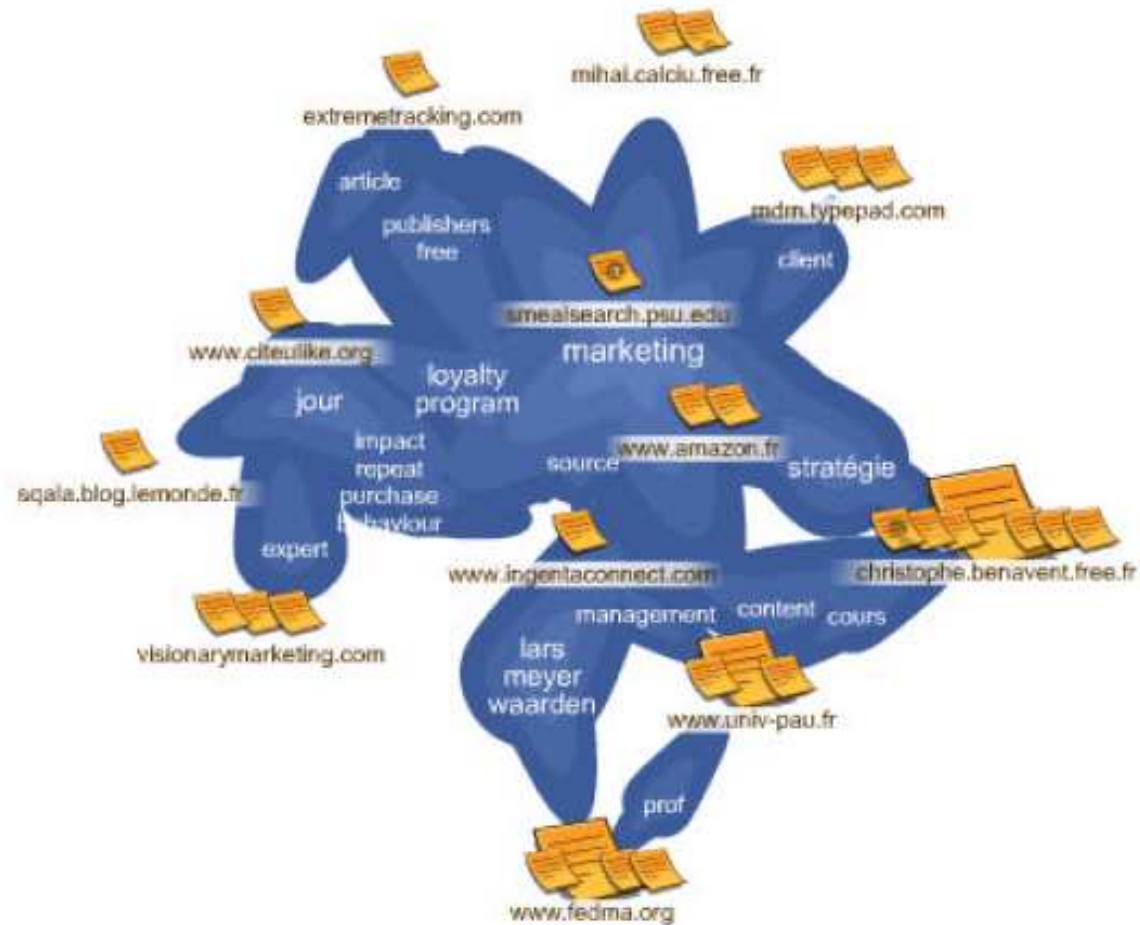 mihai.calciu.free.fr
extremetracking.com
article
mdm.typepad.com
publishers
free
client
smealsearch.psu.edu
www.citeulike.org
marketing
loyalty
program
jour
impact
repeat
purchase
behaviour
source
www.amazon.fr
stratégie
sqala.blog.lemonde.fr
expert
www.ingentaconnect.com
christophe.benavent.free.fr
management
content
cours
visionarymarketing.com
lars
meyer
waarden
www.univ-pau.fr
prof
www.fedma.org